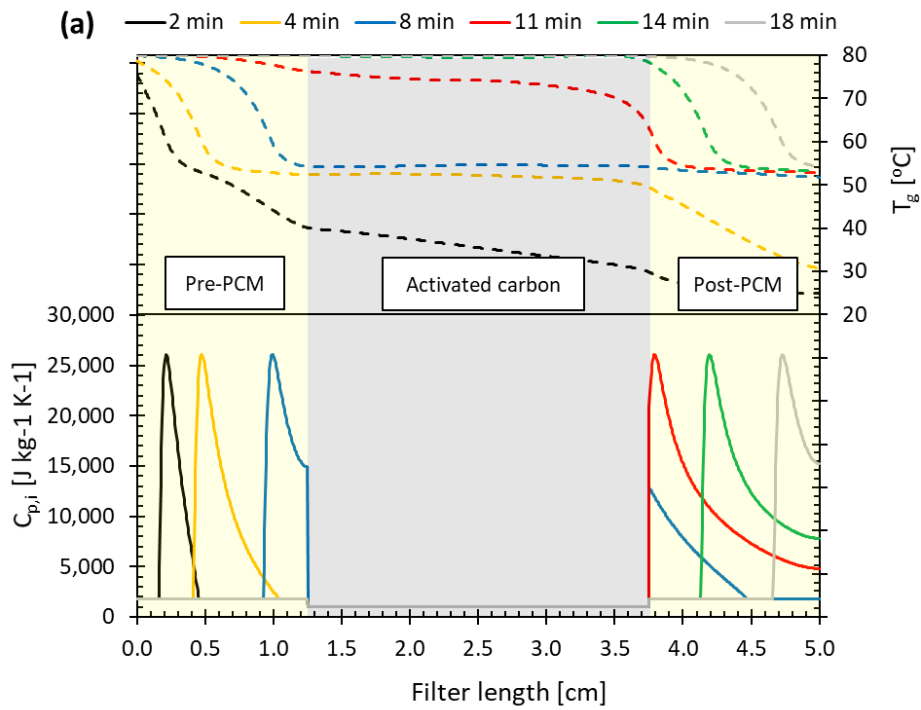 (a)
2 min 4 min 8 min 11 min 14 min 18 min
80
70
60
50
40
30
20
Tg [ºC]
Pre-PCM Activated carbon Post-PCM
30,000
25,000
20,000
15,000
10,000
5,000
0
Cp,i [J kg-1 K-1]
0.0 0.5 1.0 1.5 2.0 2.5 3.0 3.5 4.0 4.5 5.0
Filter length [cm]